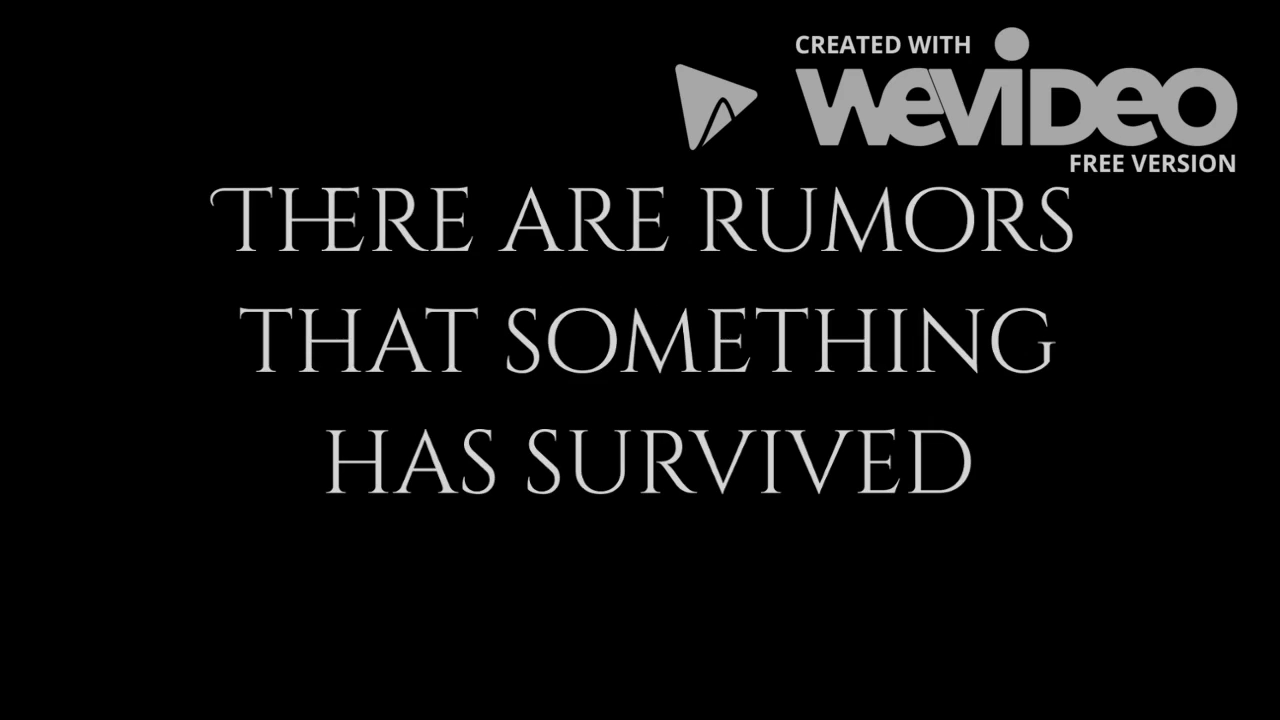 CREATED WITH
WEVIDEO
FREE VERSION
THERE ARE RUMORS
THAT SOMETHING
HAS SURVIVED